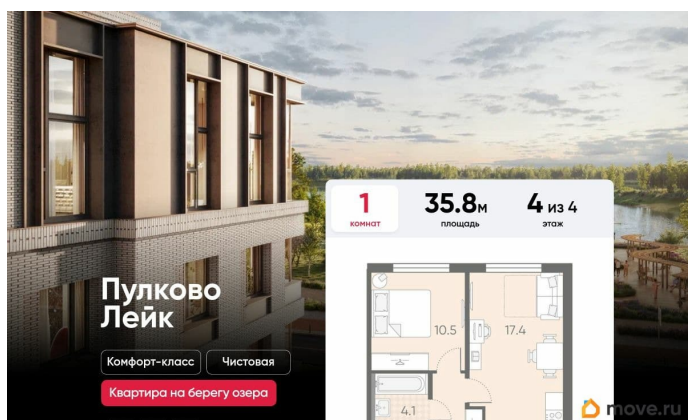 1
комнат
35.8м
площадь
4 из 4
этаж
Пулково
Лейк
10.5
17.4
Комфорт-класс
Чистовая
Квартира на берегу озера
4.1
move.ru